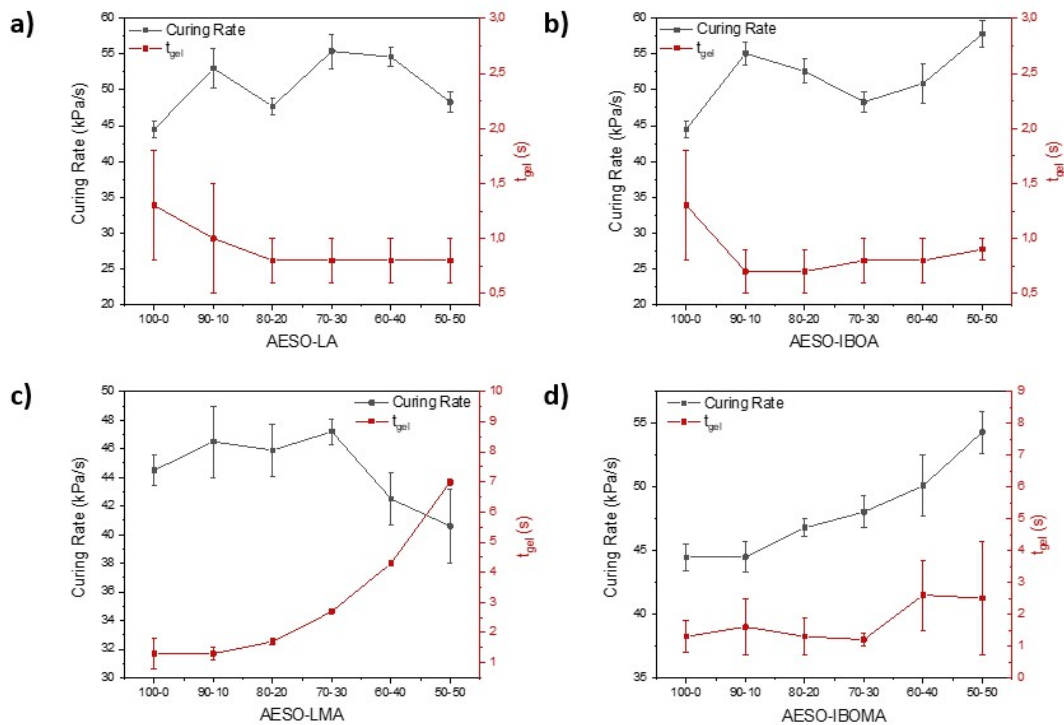 a)
Curing Rate
t_gel
60
55
50
45
40
35
30
25
20
Curing Rate (kPa/s)
3,0
2,5
2,0
1,5
1,0
0,5
t_gel (s)
100-0 90-10 80-20 70-30 60-40 50-50
AESO-LA
b)
Curing Rate
t_gel
60
55
50
45
40
35
30
25
20
Curing Rate (kPa/s)
3,0
2,5
2,0
1,5
1,0
0,5
t_gel (s)
100-0 90-10 80-20 70-30 60-40 50-50
AESO-IBOA
c)
Curing Rate
t_gel
50
48
46
44
42
40
38
36
34
32
30
Curing Rate (kPa/s)
10
9
8
7
6
5
4
3
2
1
t_gel (s)
100-0 90-10 80-20 70-30 60-40 50-50
AESO-LMA
d)
Curing Rate
t_gel
55
50
45
40
35
Curing Rate (kPa/s)
9
8
7
6
5
4
3
2
1
0
t_gel (s)
100-0 90-10 80-20 70-30 60-40 50-50
AESO-IBOMA